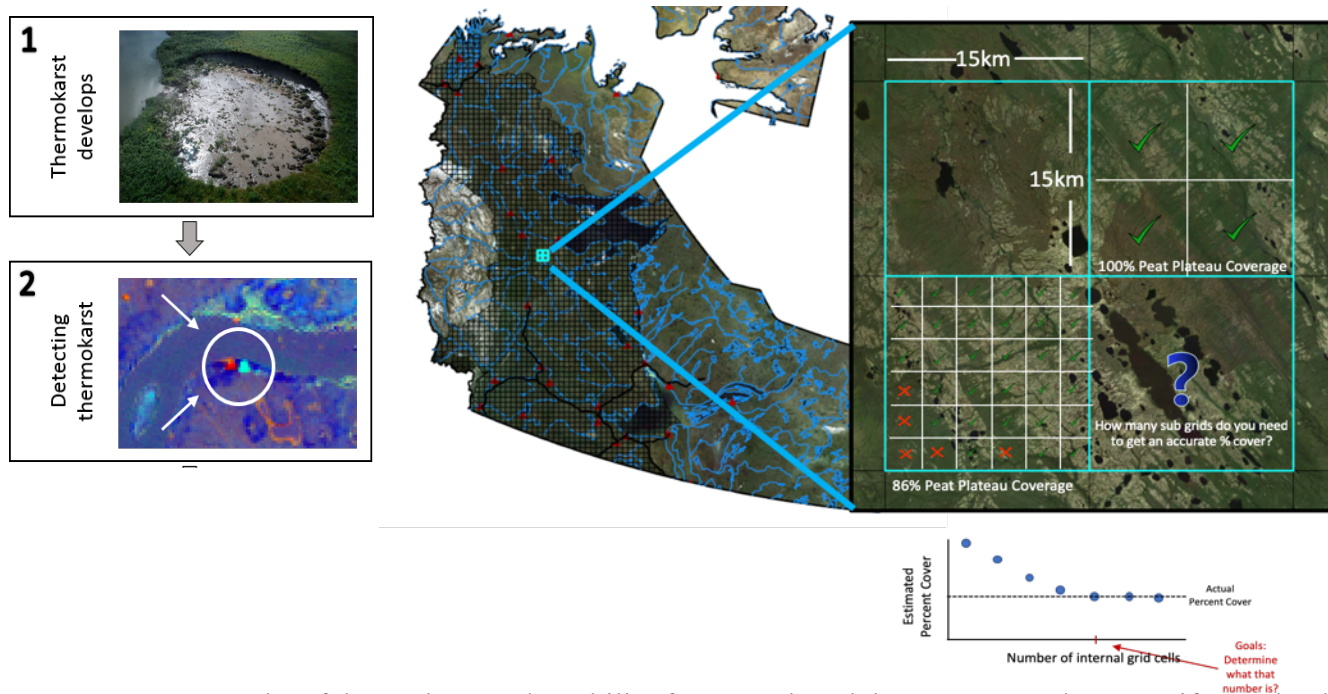 1
Thermokarst
develops
2
Detecting
thermokarst
15km
15km
100% Peat Plateau Coverage
How many sub grids do you need
to get an accurate % cover?
86% Peat Plateau Coverage
Estimated
Percent Cover
Actual
Percent Cover
Number of internal grid cells
Goals:
Determine
what that
number is?